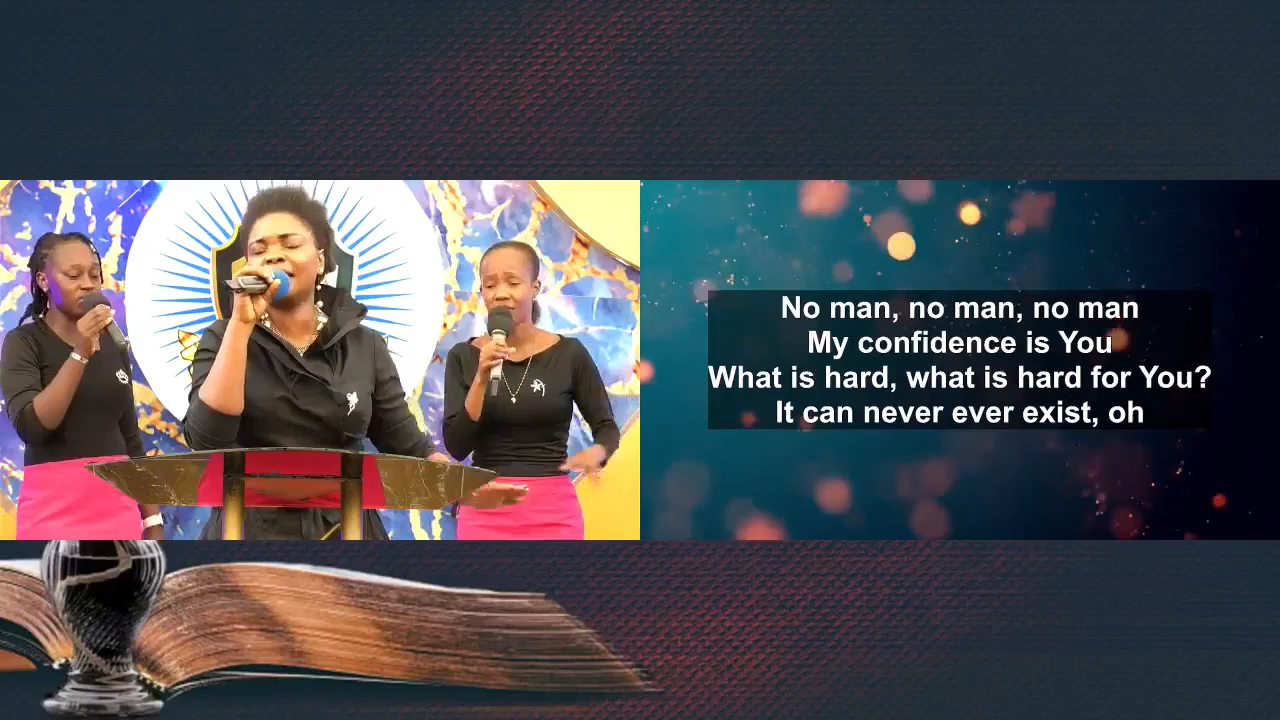 No man, no man, no man
My confidence is You
What is hard, what is hard for You?
It can never ever exist, oh